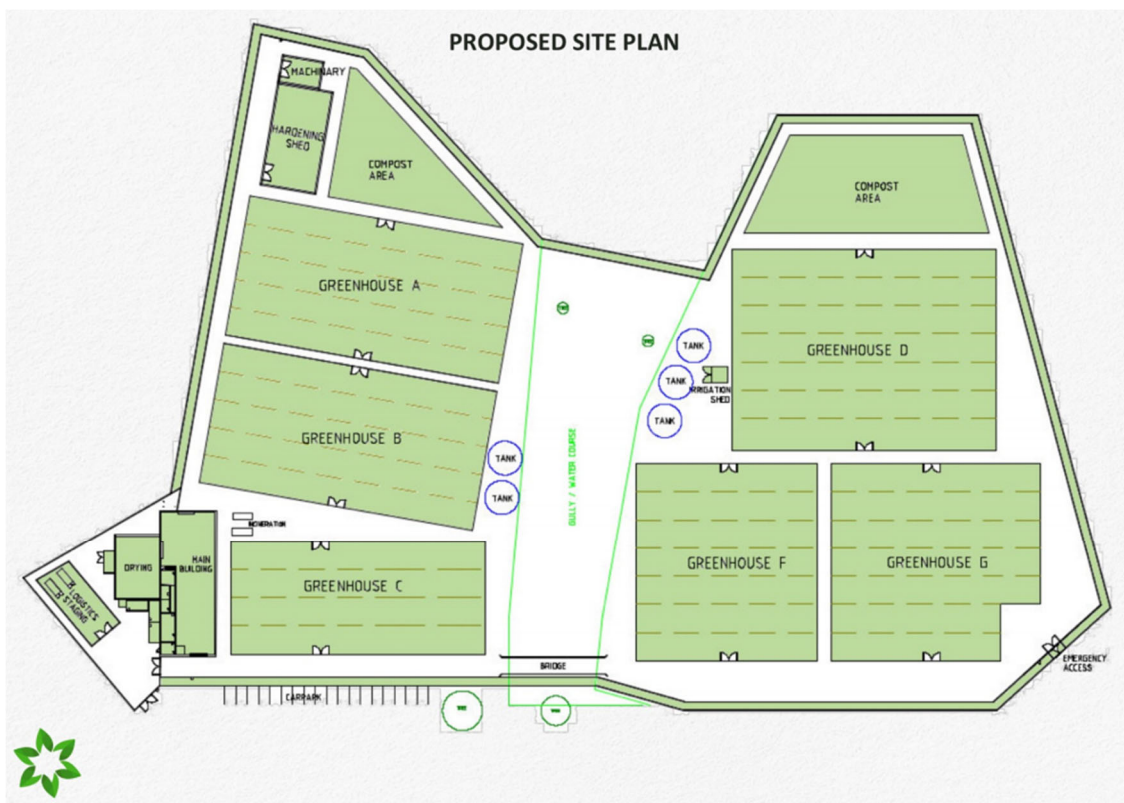 PROPOSED SITE PLAN
MACHINARY
HARDENING
SHED
COMPOST
AREA
COMPOST
AREA
GREENHOUSE A
GREENHOUSE B
GREENHOUSE C
GREENHOUSE D
TANK
TANK
TANK
IRRIGATION
SHED
TANK
TANK
GULLY / WATER COURSE
INCINERATION
MAIN
BUILDING
DRYING
LOGISTICS
STAGING
GREENHOUSE F
GREENHOUSE G
BRIDGE
EMERGENCY
ACCESS
CARPARK